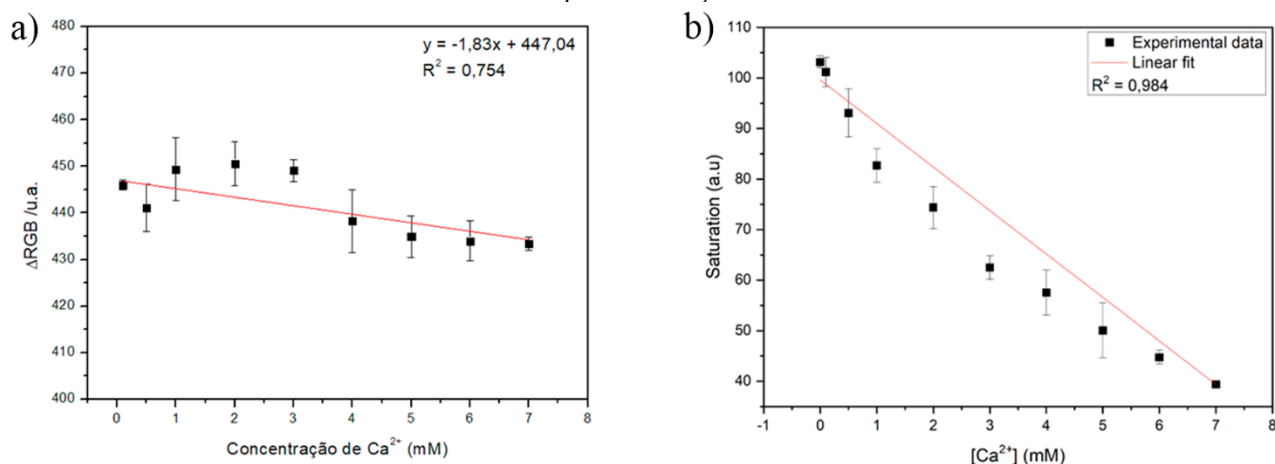 a)
y = -1,83x + 447,04
R² = 0,754
ΔRGB /u.a.
480
470
460
450
440
430
420
410
400
0 1 2 3 4 5 6 7 8
Concentração de Ca²⁺ (mM)
b)
Experimental data
Linear fit
R² = 0,984
Saturation (a.u)
110
100
90
80
70
60
50
40
-1 0 1 2 3 4 5 6 7 8
[Ca²⁺] (mM)